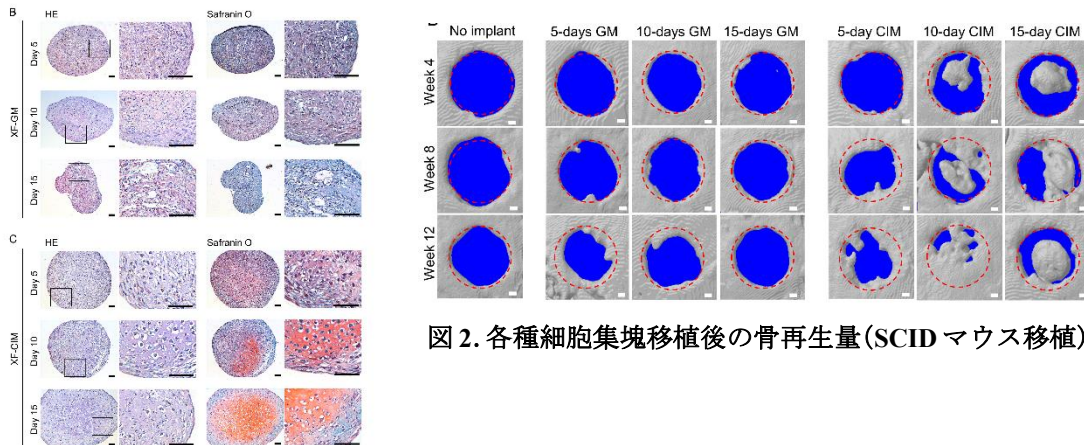 B
HE
Safranin O
XF-GM
Day 5
Day 10
Day 15
C
HE
Safranin O
XF-CIM
Day 5
Day 10
Day 15
No implant
5-days GM
10-days GM
15-days GM
5-day CIM
10-day CIM
15-day CIM
Week 4
Week 8
Week 12
図 2. 各種細胞集塊移植後の骨再生量(SCID マウス移植)